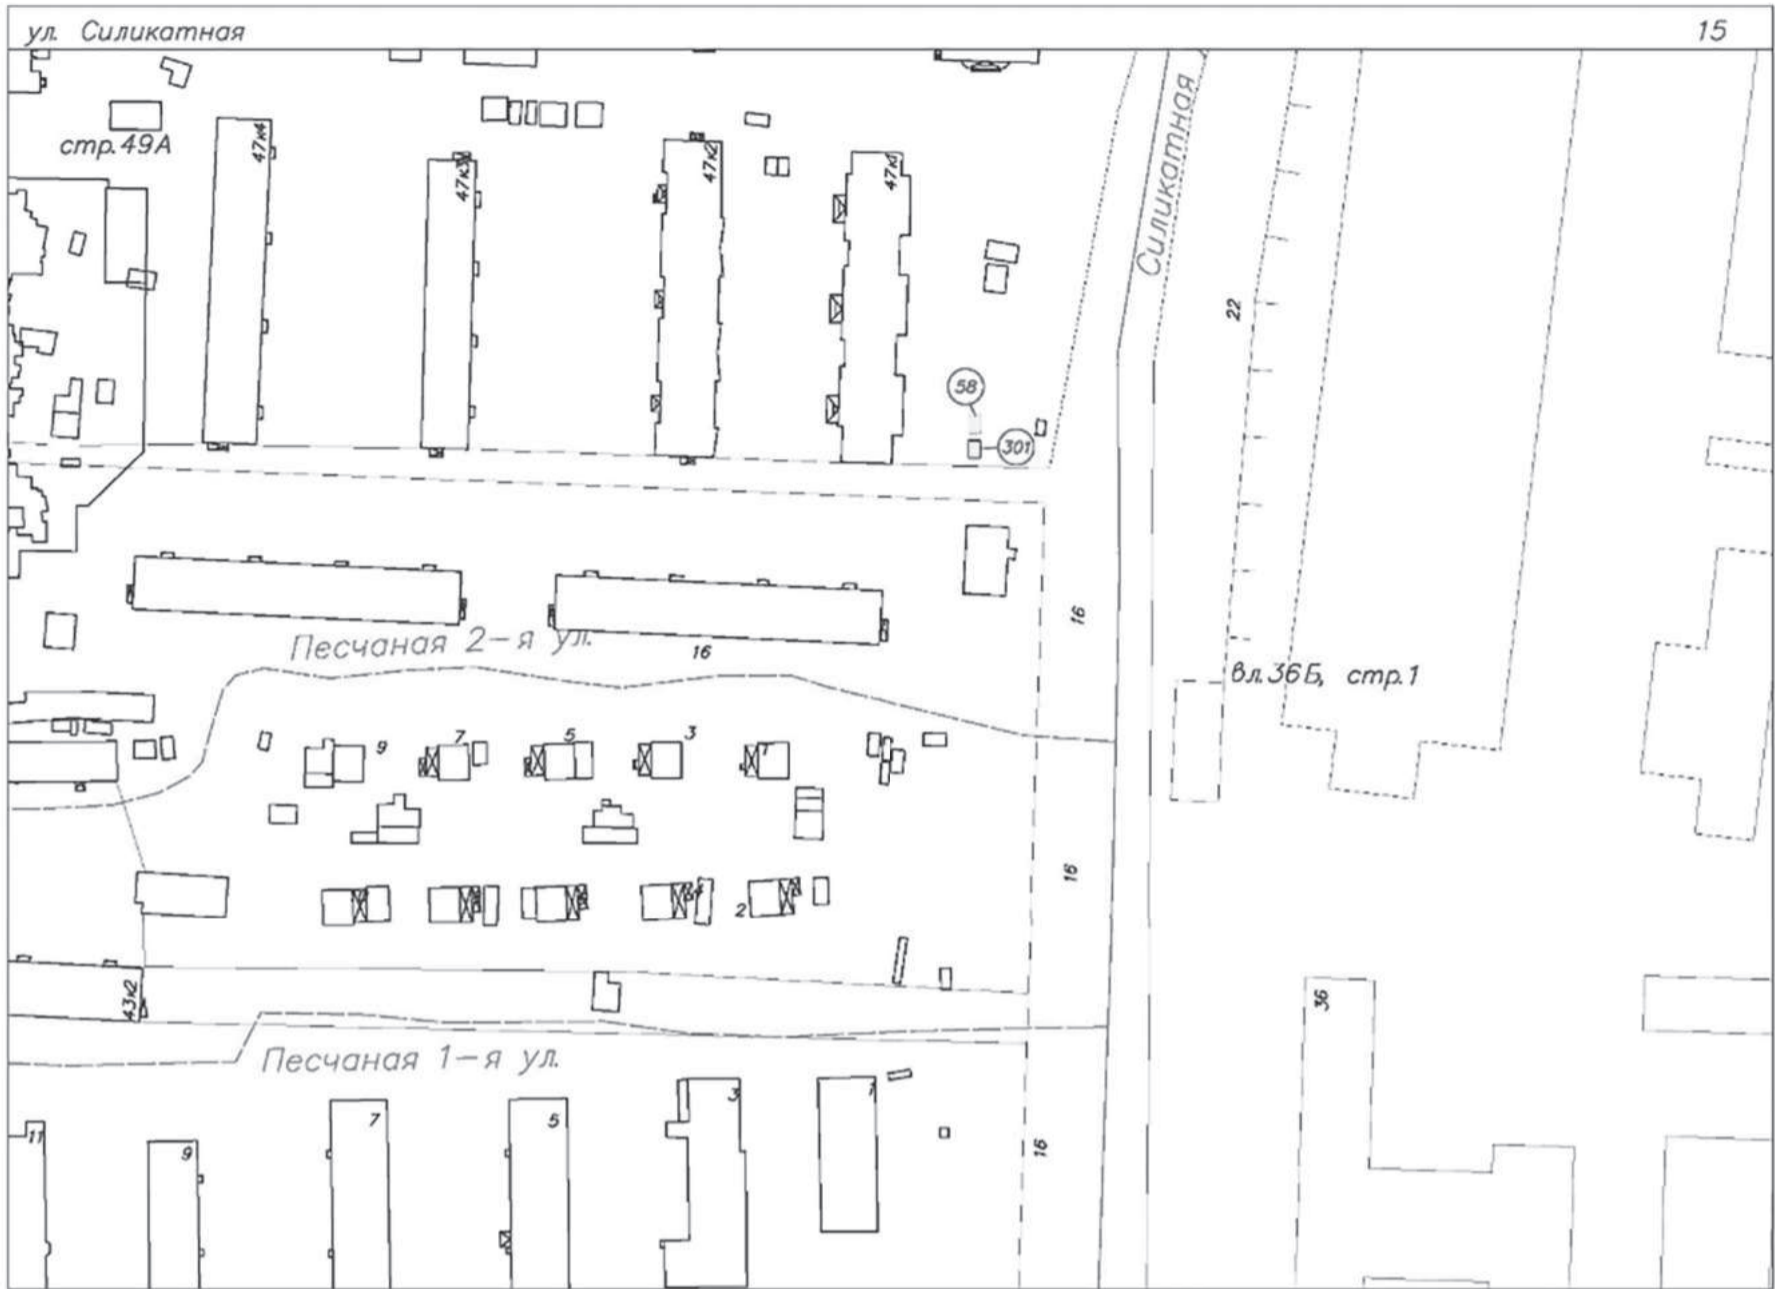 ул. Силикатная
15
стр.49А
47к4
47к3
47к2
47к1
Силикатная
22
58
301
16
Песчаная 2-я ул.
16
вл.36Б, стр.1
9
7
5
3
1
16
2
43к2
36
Песчаная 1-я ул.
11
9
7
5
3
1
16